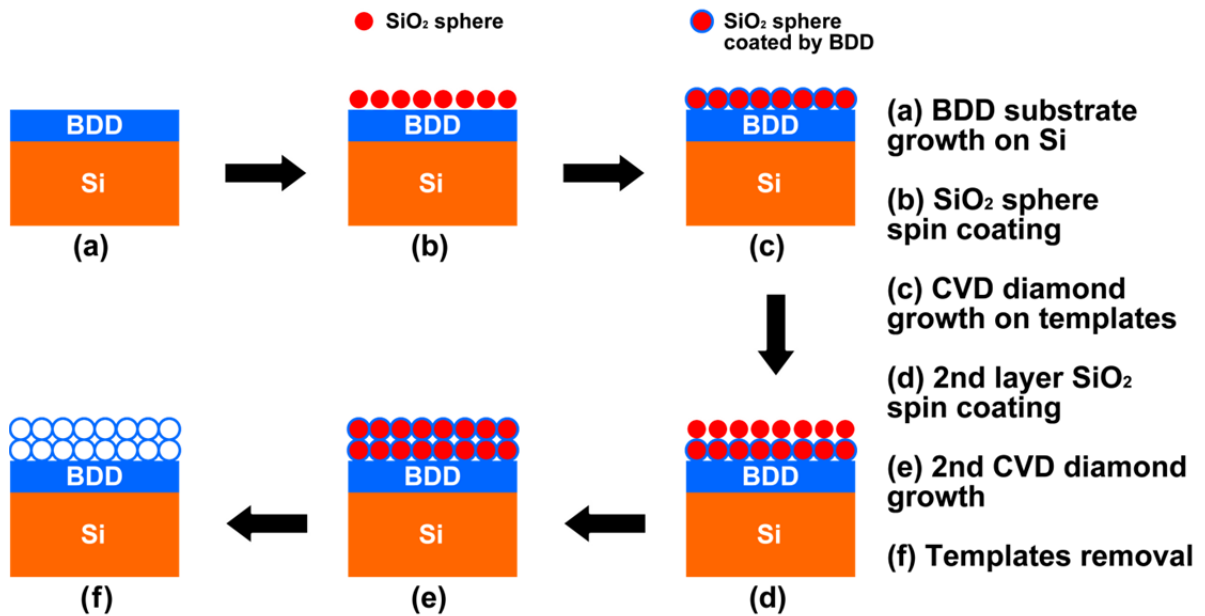 SiO₂ sphere
SiO₂ sphere
coated by BDD
BDD
Si
(a)
BDD
Si
(b)
BDD
Si
(c)
BDD
Si
(f)
BDD
Si
(e)
BDD
Si
(d)
(a) BDD substrate
growth on Si
(b) SiO₂ sphere
spin coating
(c) CVD diamond
growth on templates
(d) 2nd layer SiO₂
spin coating
(e) 2nd CVD diamond
growth
(f) Templates removal